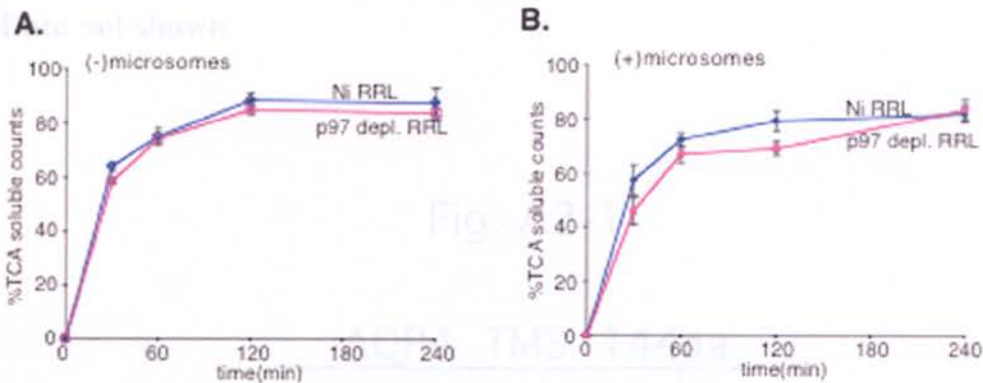 A.
(-)microsomes
%TCA soluble counts
100
80
60
40
20
0
Ni RRL
p97 depl. RRL
0 60 120 180 240
time(min)
B.
(+)microsomes
%TCA soluble counts
100
80
60
40
20
0
Ni RRL
p97 depl. RRL
0 60 120 180 240
time(min)
not shown